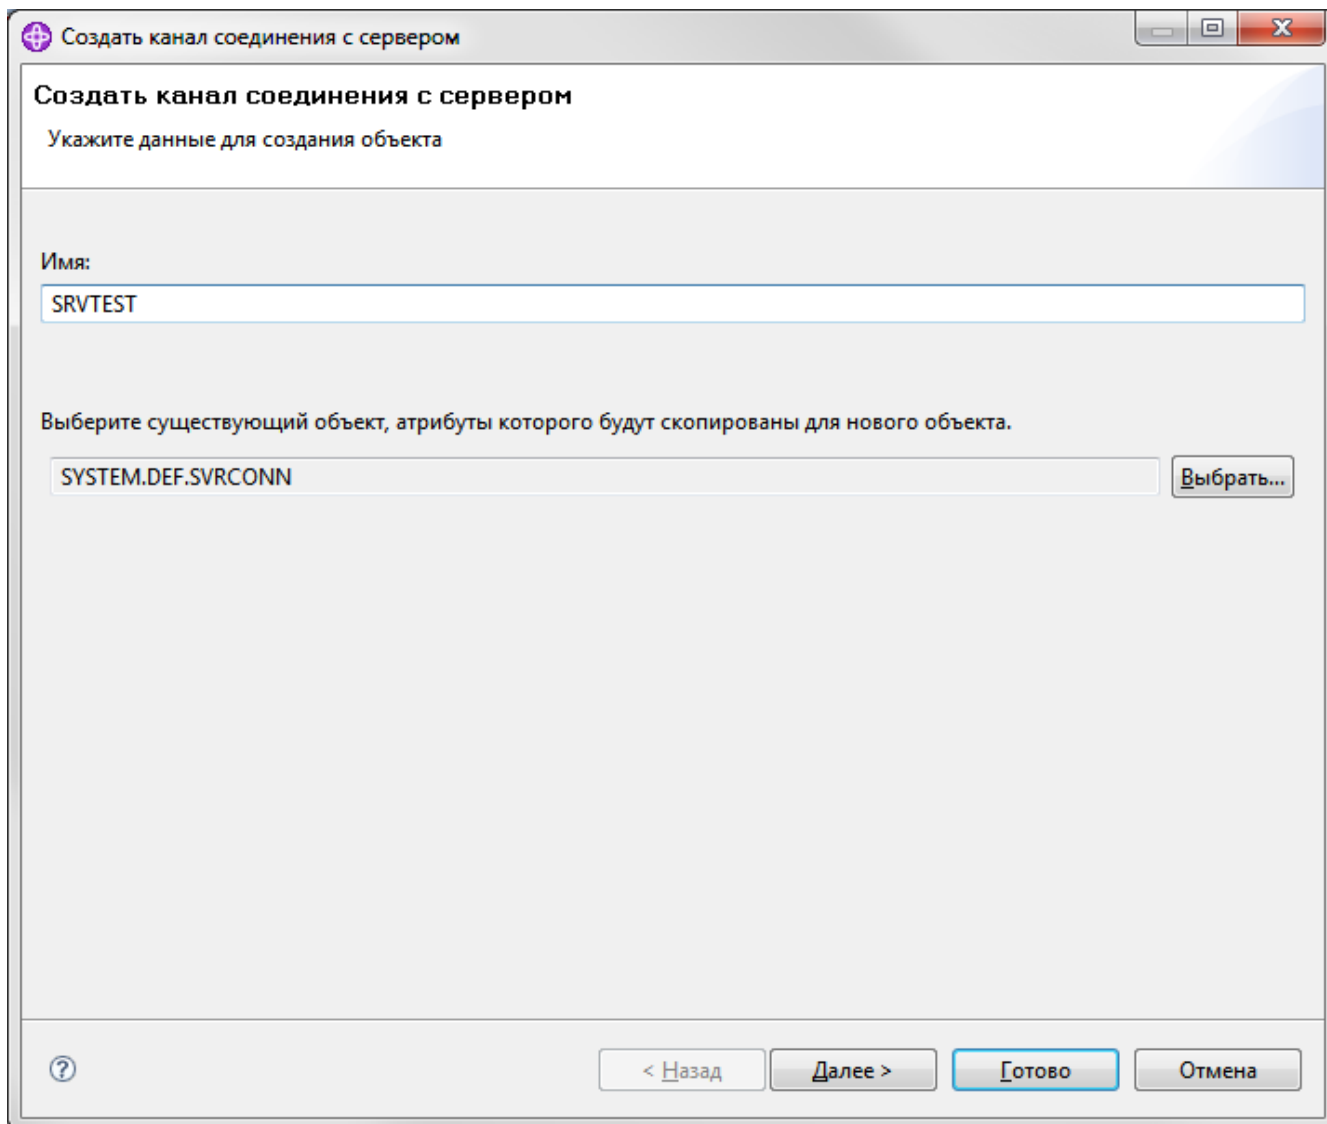 Создать канал соединения с сервером
Создать канал соединения с сервером
Укажите данные для создания объекта
Имя:
SRVTEST
Выберите существующий объект, атрибуты которого будут скопированы для нового объекта.
SYSTEM.DEF.SVRCONN Выбрать...
? < Назад Далее > Готово Отмена